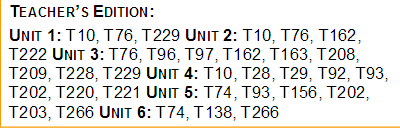 TEACHER'S EDITION:
UNIT 1: T10, T76, T229 UNIT 2: T10, T76, T162,
T222 UNIT 3: T76, T96, T97, T162, T163, T208,
T209, T228, T229 UNIT 4: T10, T28, T29, T92, T93,
T202, T220, T221 UNIT 5: T74, T93, T156, T202,
T203, T266 UNIT 6: T74, T138, T266